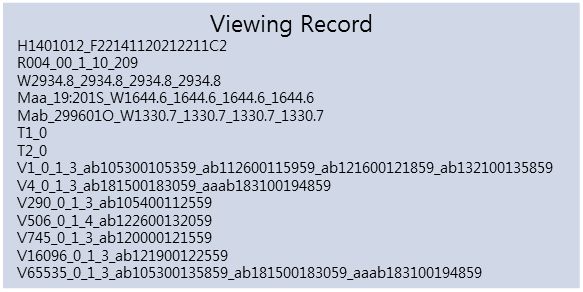 Viewing Record
H1401012_F22141120212211C2
R004_00_1_10_209
W2934.8_2934.8_2934.8_2934.8
Maa_19:201S_W1644.6_1644.6_1644.6_1644.6
Mab_299601O_W1330.7_1330.7_1330.7_1330.7
T1_0
T2_0
V1_0_1_3_ab105300105359_ab112600115959_ab121600121859_ab132100135859
V4_0_1_3_ab181500183059_aaab183100194859
V290_0_1_3_ab105400112559
V506_0_1_4_ab122600132059
V745_0_1_3_ab120000121559
V16096_0_1_3_ab121900122559
V65535_0_1_3_ab105300135859_ab181500183059_aaab183100194859